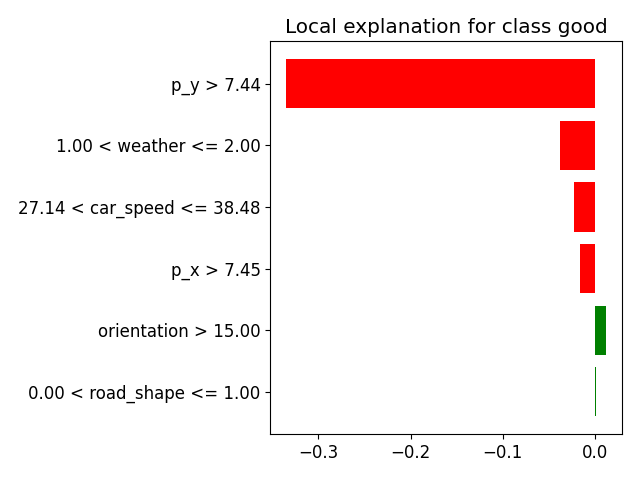 Local explanation for class good
p_y > 7.44
1.00 < weather <= 2.00
27.14 < car_speed <= 38.48
p_x > 7.45
orientation > 15.00
0.00 < road_shape <= 1.00
−0.3 −0.2 −0.1 0.0